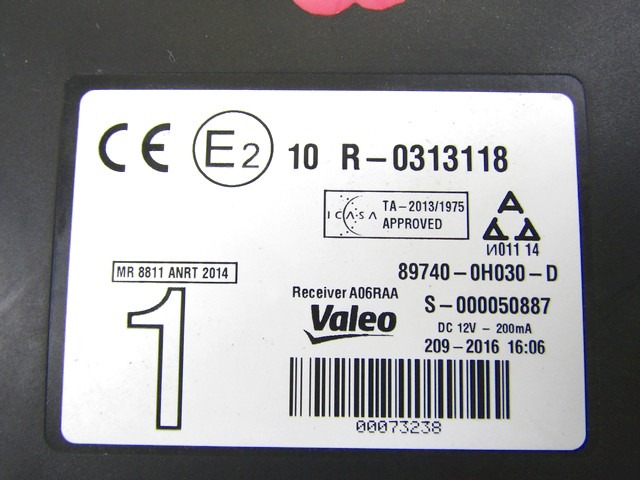 CE E2 10 R-0313118
ICASA TA-2013/1975
APPROVED
И011 14
MR 8811 ANRT 2014
89740-0H030-D
Receiver A06RAA
S-000050887
Valeo
DC 12V - 200mA
209-2016 16:06
1
00073238